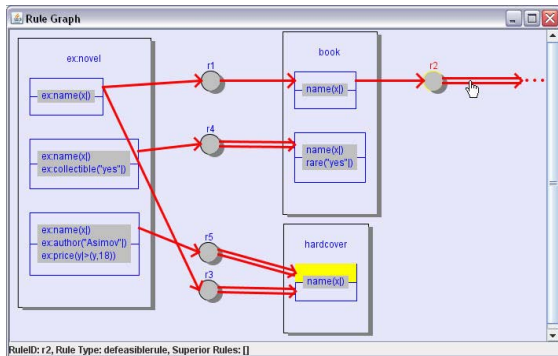 Rule Graph
ex:novel
ex:name(x|)
ex:name(x|)
ex:collectible("yes"|)
ex:name(x|)
ex:author("Asimov"|)
ex:price(y|>(y,18))
r1
r4
r5
r3
book
name(x|)
name(x|)
rare("yes"|)
hardcover
name(x|)
r2
RuleID: r2, Rule Type: defeasiblerule, Superior Rules: []